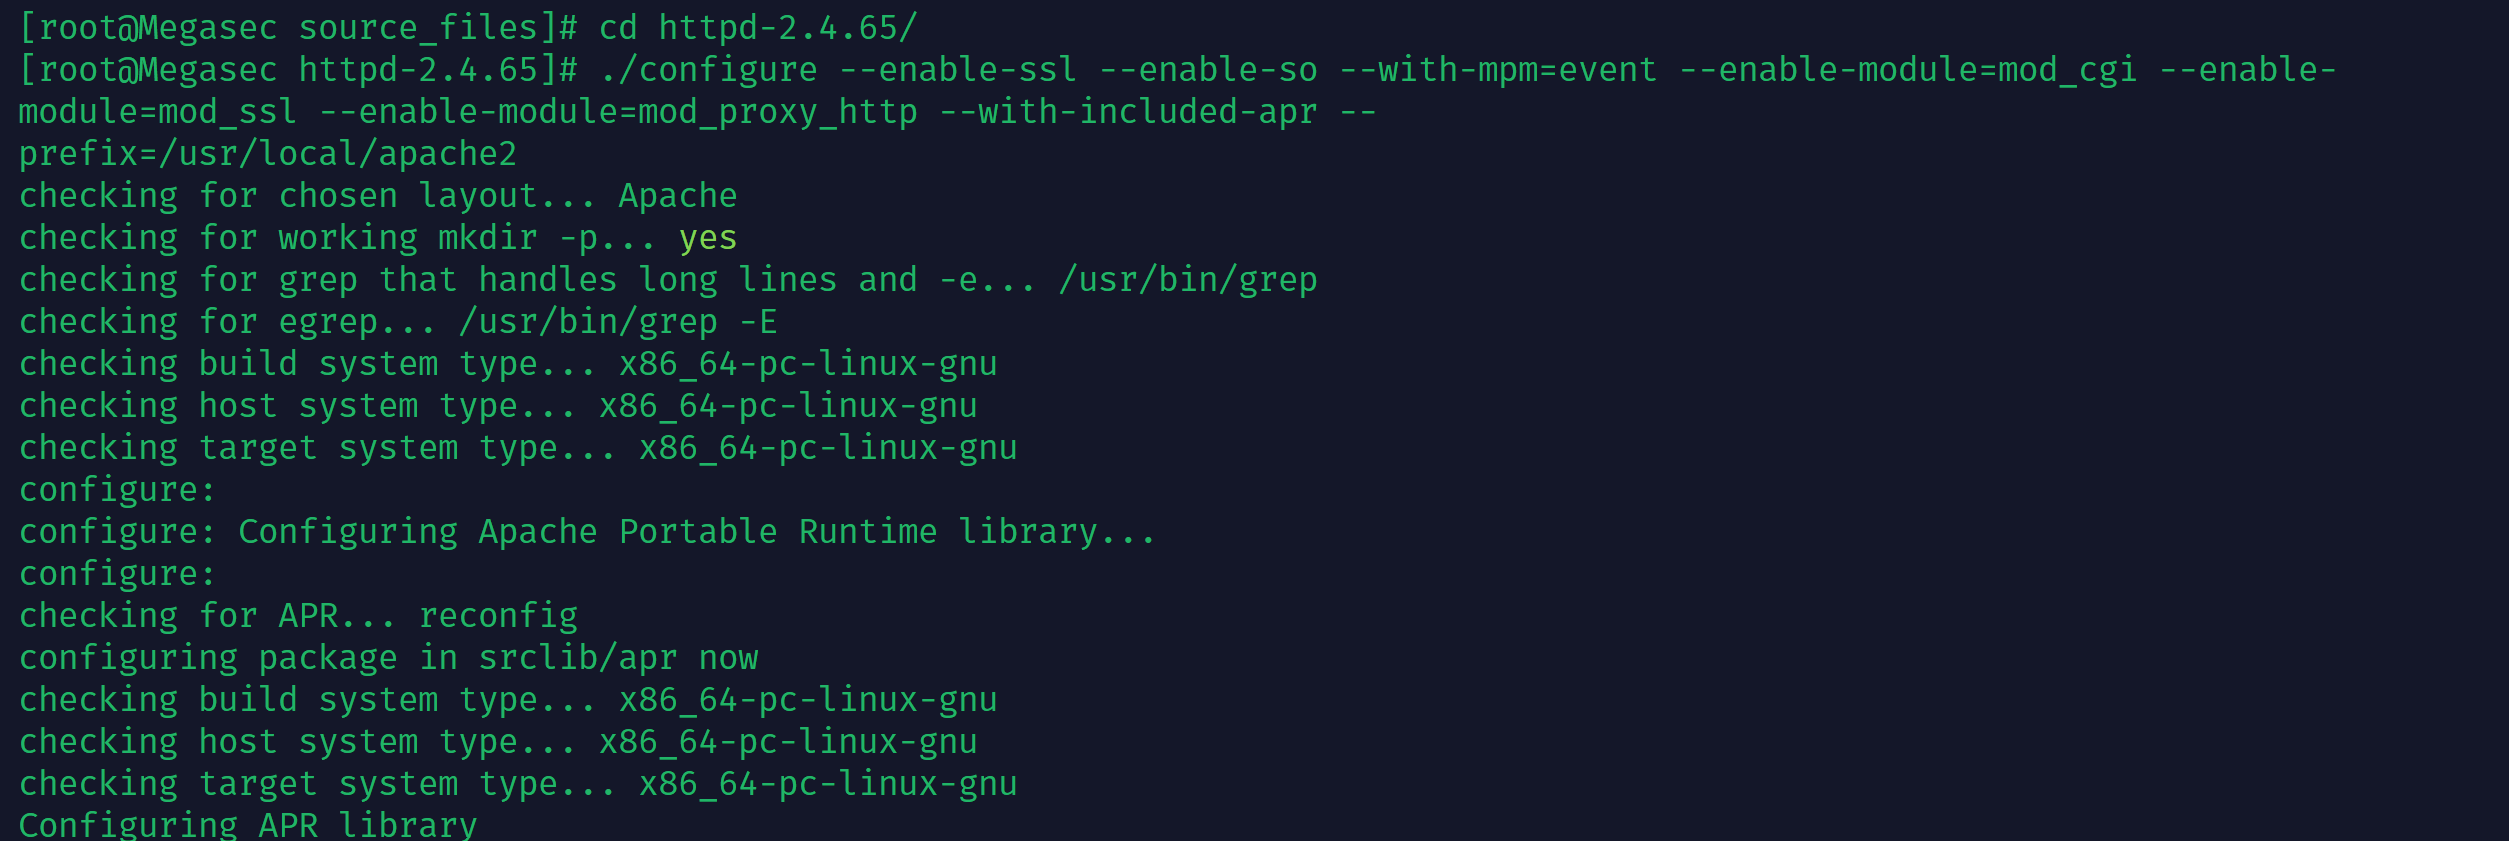 [root@Megasec source_files]# cd httpd-2.4.65/
[root@Megasec httpd-2.4.65]# ./configure --enable-ssl --enable-so --with-mpm=event --enable-module=mod_cgi --enable-
module=mod_ssl --enable-module=mod_proxy_http --with-included-apr --
prefix=/usr/local/apache2
checking for chosen layout... Apache
checking for working mkdir -p... yes
checking for grep that handles long lines and -e... /usr/bin/grep
checking for egrep... /usr/bin/grep -E
checking build system type... x86_64-pc-linux-gnu
checking host system type... x86_64-pc-linux-gnu
checking target system type... x86_64-pc-linux-gnu
configure:
configure: Configuring Apache Portable Runtime library...
configure:
checking for APR... reconfig
configuring package in srclib/apr now
checking build system type... x86_64-pc-linux-gnu
checking host system type... x86_64-pc-linux-gnu
checking target system type... x86_64-pc-linux-gnu
Configuring APR library